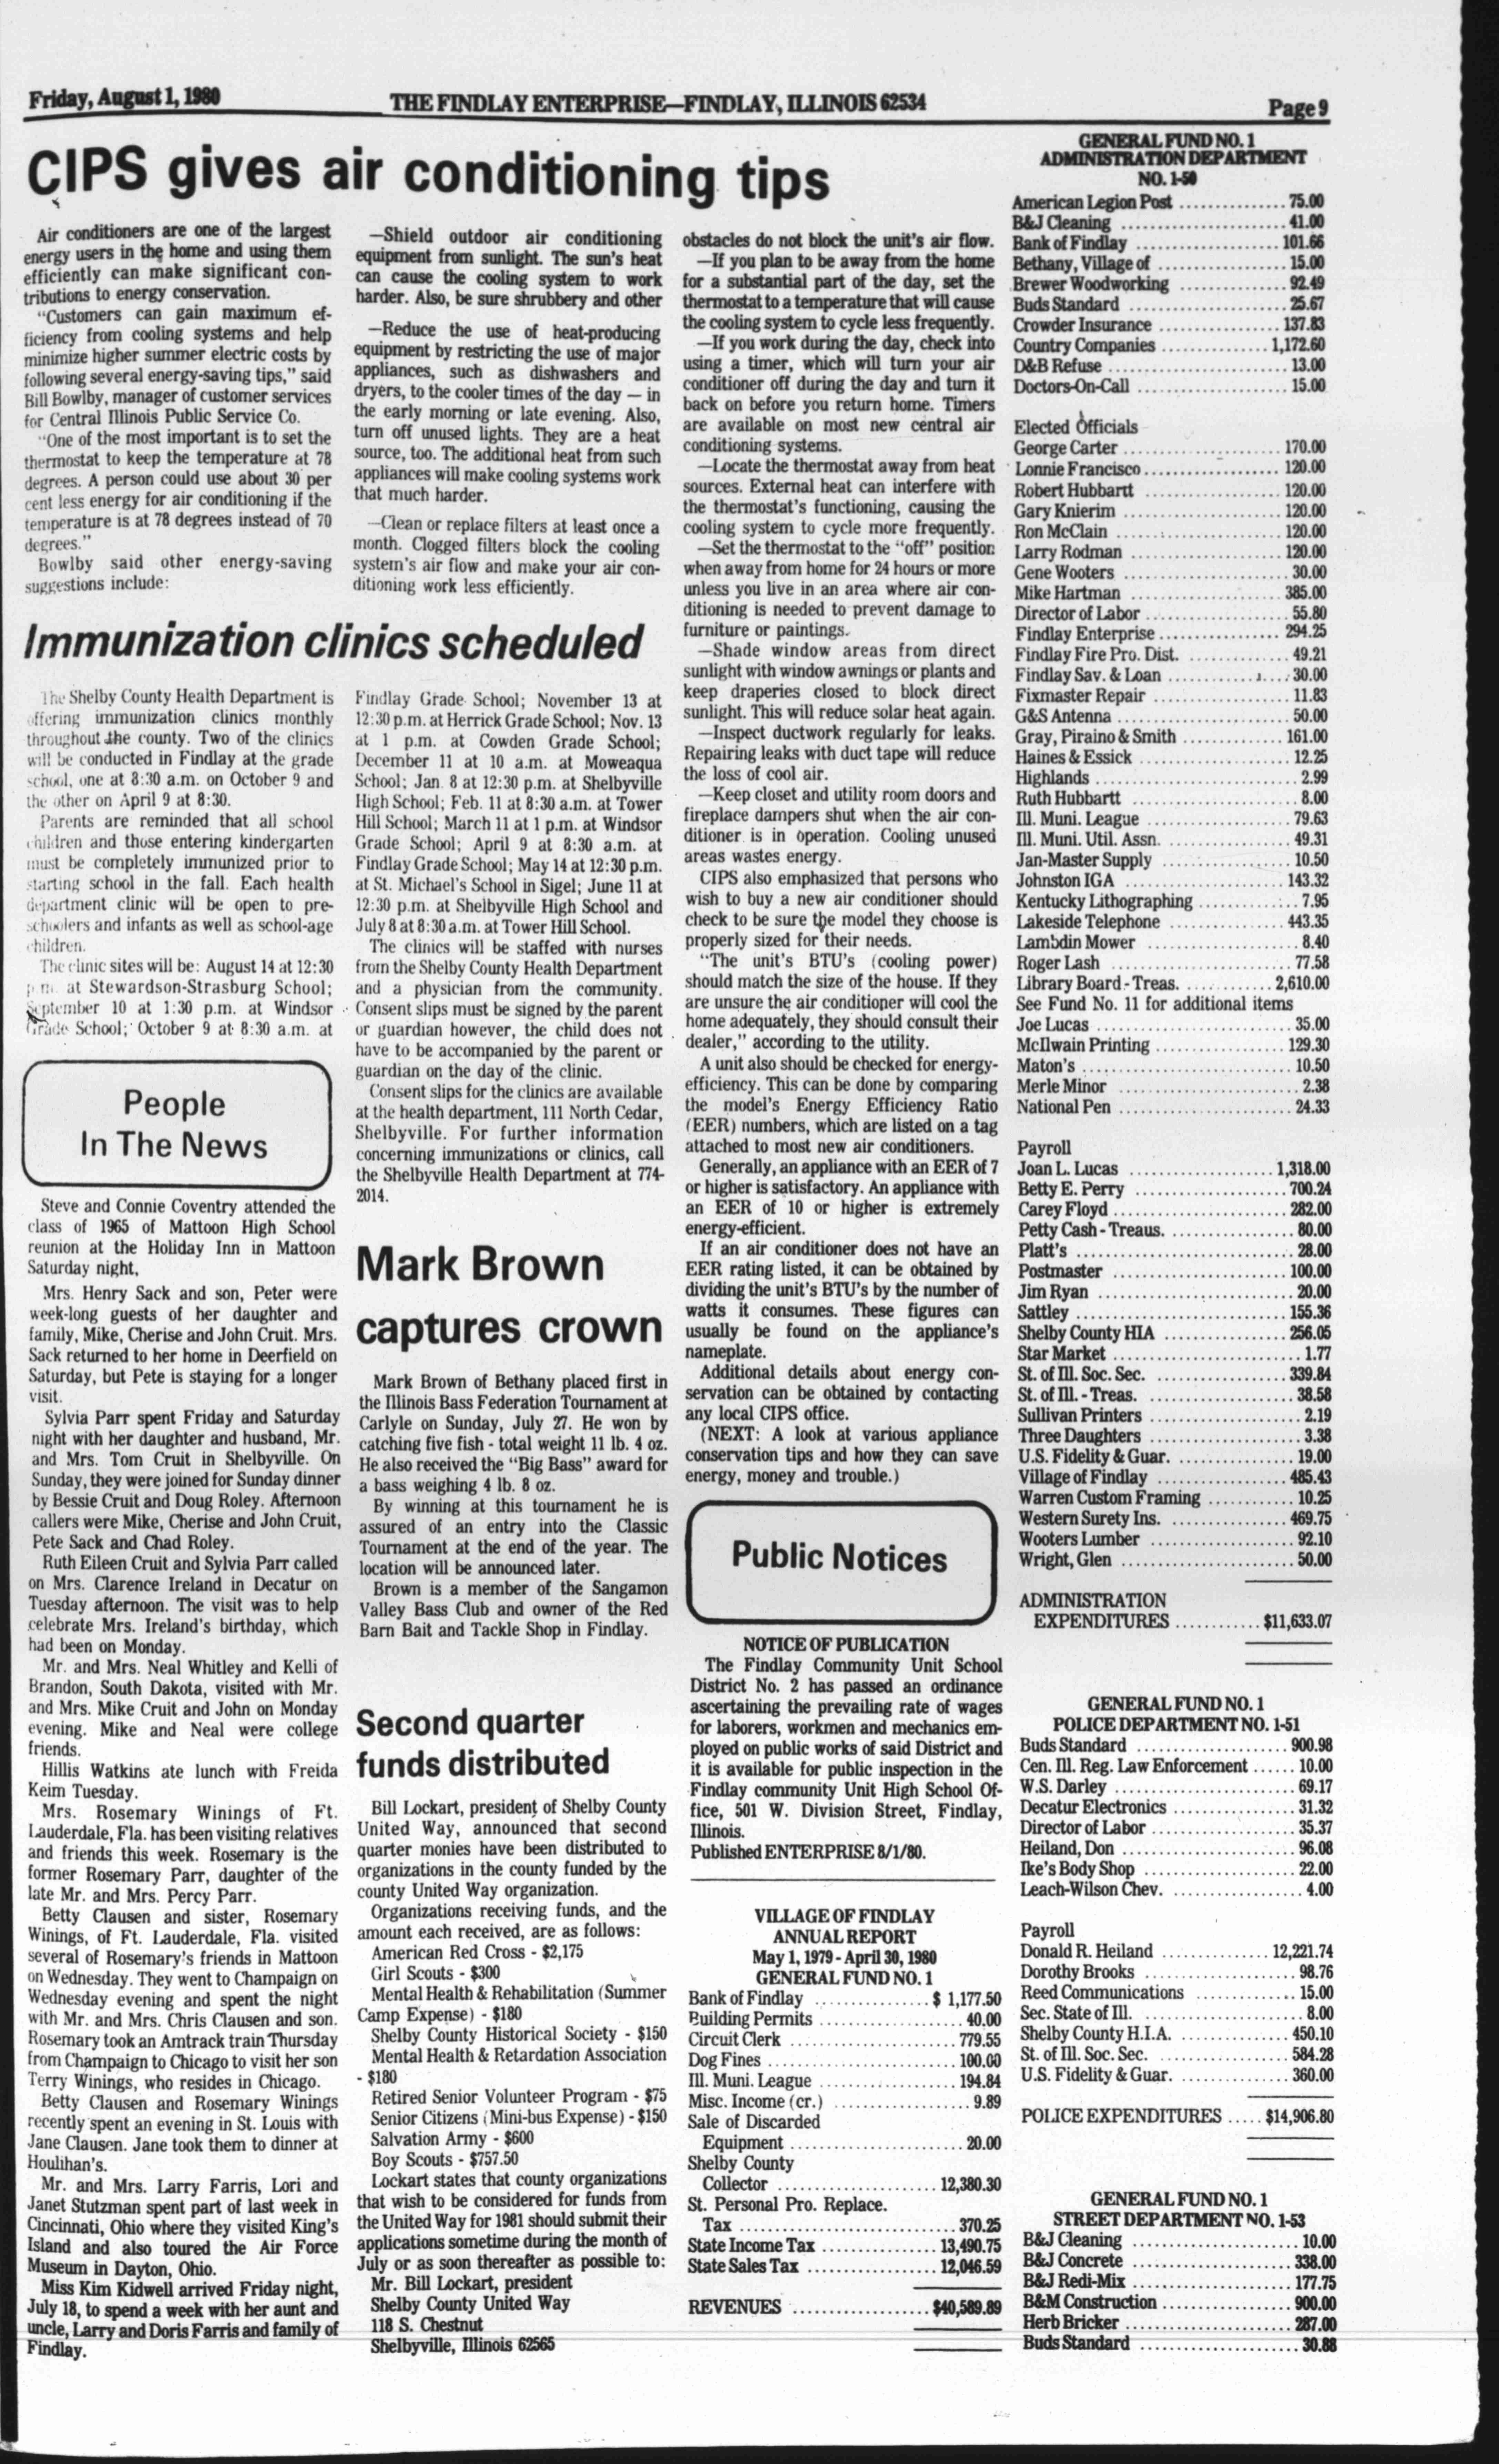 Friday, August 1, 1980
THE FINDLAY ENTERPRISE—FINDLAY, ILLINOIS 62534
Page 9
CIPS gives air conditioning tips
Air conditioners are one of the largest
energy users in the home and using them
efficiently can make significant con-
tributions to energy conservation.
"Customers can gain maximum ef-
ficiency from cooling systems and help
minimize higher summer electric costs by
following several energy-saving tips," said
Bill Bowlby, manager of customer services
for Central Illinois Public Service Co.
"One of the most important is to set the
thermostat to keep the temperature at 78
degrees. A person could use about 30 per
cent less energy for air conditioning if the
temperature is at 78 degrees instead of 70
degrees."
Bowlby said other energy-saving
suggestions include:
—Shield outdoor air conditioning
equipment from sunlight. The sun's heat
can cause the cooling system to work
harder. Also, be sure shrubbery and other
—Reduce the use of heat-producing
equipment by restricting the use of major
appliances, such as dishwashers and
dryers, to the cooler times of the day — in
the early morning or late evening. Also,
turn off unused lights. They are a heat
source, too. The additional heat from such
appliances will make cooling systems work
that much harder.
—Clean or replace filters at least once a
month. Clogged filters block the cooling
system's air flow and make your air con-
ditioning work less efficiently.
obstacles do not block the unit's air flow.
—If you plan to be away from the home
for a substantial part of the day, set the
thermostat to a temperature that will cause
the cooling system to cycle less frequently.
—If you work during the day, check into
using a timer, which will turn your air
conditioner off during the day and turn it
back on before you return home. Timers
are available on most new central air
conditioning systems.
—Locate the thermostat away from heat
sources. External heat can interfere with
the thermostat's functioning, causing the
cooling system to cycle more frequently.
—Set the thermostat to the "off" position
when away from home for 24 hours or more
unless you live in an area where air con-
ditioning is needed to prevent damage to
furniture or paintings.
—Shade window areas from direct
sunlight with window awnings or plants and
keep draperies closed to block direct
sunlight. This will reduce solar heat again.
—Inspect ductwork regularly for leaks.
Repairing leaks with duct tape will reduce
the loss of cool air.
—Keep closet and utility room doors and
fireplace dampers shut when the air con-
ditioner is in operation. Cooling unused
areas wastes energy.
CIPS also emphasized that persons who
wish to buy a new air conditioner should
check to be sure the model they choose is
properly sized for their needs.
"The unit's BTU's (cooling power)
should match the size of the house. If they
are unsure the air conditioner will cool the
home adequately, they should consult their
dealer," according to the utility.
A unit also should be checked for energy-
efficiency. This can be done by comparing
the model's Energy Efficiency Ratio
(EER) numbers, which are listed on a tag
attached to most new air conditioners.
Generally, an appliance with an EER of 7
or higher is satisfactory. An appliance with
an EER of 10 or higher is extremely
energy-efficient.
If an air conditioner does not have an
EER rating listed, it can be obtained by
dividing the unit's BTU's by the number of
watts it consumes. These figures can
usually be found on the appliance's
nameplate.
Additional details about energy con-
servation can be obtained by contacting
any local CIPS office.
(NEXT: A look at various appliance
conservation tips and how they can save
energy, money and trouble.)
Immunization clinics scheduled
The Shelby County Health Department is
offering immunization clinics monthly
throughout the county. Two of the clinics
will be conducted in Findlay at the grade
school, one at 8:30 a.m. on October 9 and
the other on April 9 at 8:30.
Parents are reminded that all school
children and those entering kindergarten
must be completely immunized prior to
starting school in the fall. Each health
department clinic will be open to pre-
schoolers and infants as well as school-age
children.
The clinic sites will be: August 14 at 12:30
p.m. at Stewardson-Strasburg School;
September 10 at 1:30 p.m. at Windsor
Grade School; October 9 at 8:30 a.m. at
Findlay Grade School; November 13 at
12:30 p.m. at Herrick Grade School; Nov. 13
at 1 p.m. at Cowden Grade School;
December 11 at 10 a.m. at Moweaqua
School; Jan. 8 at 12:30 p.m. at Shelbyville
High School; Feb. 11 at 8:30 a.m. at Tower
Hill School; March 11 at 1 p.m. at Windsor
Grade School; April 9 at 8:30 a.m. at
Findlay Grade School; May 14 at 12:30 p.m.
at St. Michael's School in Sigel; June 11 at
12:30 p.m. at Shelbyville High School and
July 8 at 8:30 a.m. at Tower Hill School.
The clinics will be staffed with nurses
from the Shelby County Health Department
and a physician from the community.
Consent slips must be signed by the parent
or guardian however, the child does not
have to be accompanied by the parent or
guardian on the day of the clinic.
Consent slips for the clinics are available
at the health department, 111 North Cedar,
Shelbyville. For further information
concerning immunizations or clinics, call
the Shelbyville Health Department at 774-
2014.
People
In The News
Steve and Connie Coventry attended the
class of 1965 of Mattoon High School
reunion at the Holiday Inn in Mattoon
Saturday night,
Mrs. Henry Sack and son, Peter were
week-long guests of her daughter and
family, Mike, Cherise and John Cruit. Mrs.
Sack returned to her home in Deerfield on
Saturday, but Pete is staying for a longer
visit.
Sylvia Parr spent Friday and Saturday
night with her daughter and husband, Mr.
and Mrs. Tom Cruit in Shelbyville. On
Sunday, they were joined for Sunday dinner
by Bessie Cruit and Doug Roley. Afternoon
callers were Mike, Cherise and John Cruit,
Pete Sack and Chad Roley.
Ruth Eileen Cruit and Sylvia Parr called
on Mrs. Clarence Ireland in Decatur on
Tuesday afternoon. The visit was to help
celebrate Mrs. Ireland's birthday, which
had been on Monday.
Mr. and Mrs. Neal Whitley and Kelli of
Brandon, South Dakota, visited with Mr.
and Mrs. Mike Cruit and John on Monday
evening. Mike and Neal were college
friends.
Hillis Watkins ate lunch with Freida
Keim Tuesday.
Mrs. Rosemary Winings of Ft.
Lauderdale, Fla. has been visiting relatives
and friends this week. Rosemary is the
former Rosemary Parr, daughter of the
late Mr. and Mrs. Percy Parr.
Betty Clausen and sister, Rosemary
Winings, of Ft. Lauderdale, Fla. visited
several of Rosemary's friends in Mattoon
on Wednesday. They went to Champaign on
Wednesday evening and spent the night
with Mr. and Mrs. Chris Clausen and son.
Rosemary took an Amtrack train Thursday
from Champaign to Chicago to visit her son
Terry Winings, who resides in Chicago.
Betty Clausen and Rosemary Winings
recently spent an evening in St. Louis with
Jane Clausen. Jane took them to dinner at
Houlihan's.
Mr. and Mrs. Larry Farris, Lori and
Janet Stutzman spent part of last week in
Cincinnati, Ohio where they visited King's
Island and also toured the Air Force
Museum in Dayton, Ohio.
Miss Kim Kidwell arrived Friday night,
July 18, to spend a week with her aunt and
uncle, Larry and Doris Farris and family of
Findlay.
Mark Brown
captures crown
Mark Brown of Bethany placed first in
the Illinois Bass Federation Tournament at
Carlyle on Sunday, July 27. He won by
catching five fish - total weight 11 lb. 4 oz.
He also received the "Big Bass" award for
a bass weighing 4 lb. 8 oz.
By winning at this tournament he is
assured of an entry into the Classic
Tournament at the end of the year. The
location will be announced later.
Brown is a member of the Sangamon
Valley Bass Club and owner of the Red
Barn Bait and Tackle Shop in Findlay.
Second quarter
funds distributed
Bill Lockart, president of Shelby County
United Way, announced that second
quarter monies have been distributed to
organizations in the county funded by the
county United Way organization.
Organizations receiving funds, and the
amount each received, are as follows:
American Red Cross - $2,175
Girl Scouts - $300
Mental Health & Rehabilitation (Summer
Camp Expense) - $180
Shelby County Historical Society - $150
Mental Health & Retardation Association
- $180
Retired Senior Volunteer Program - $75
Senior Citizens (Mini-bus Expense) - $150
Salvation Army - $600
Boy Scouts - $757.50
Lockart states that county organizations
that wish to be considered for funds from
the United Way for 1981 should submit their
applications sometime during the month of
July or as soon thereafter as possible to:
Mr. Bill Lockart, president
Shelby County United Way
118 S. Chestnut
Shelbyville, Illinois 62565
Public Notices
NOTICE OF PUBLICATION
The Findlay Community Unit School
District No. 2 has passed an ordinance
ascertaining the prevailing rate of wages
for laborers, workmen and mechanics em-
ployed on public works of said District and
it is available for public inspection in the
Findlay community Unit High School Of-
fice, 501 W. Division Street, Findlay,
Illinois.
Published ENTERPRISE 8/1/80.
VILLAGE OF FINDLAY
ANNUAL REPORT
May 1, 1979 - April 30, 1980
GENERAL FUND NO. 1
Bank of Findlay ........ $ 1,177.50
Building Permits ........ 40.00
Circuit Clerk ........ 779.55
Dog Fines ........ 100.00
Ill. Muni. League ........ 194.84
Misc. Income (cr.) ........ 9.89
Sale of Discarded
Equipment ........ 20.00
Shelby County
Collector ........ 12,380.30
St. Personal Pro. Replace.
Tax ........ 370.25
State Income Tax ........ 13,490.75
State Sales Tax ........ 12,046.59
REVENUES ........ $40,589.89
GENERAL FUND NO. 1
ADMINISTRATION DEPARTMENT
NO. 1-50
American Legion Post ........ 75.00
B&J Cleaning ........ 41.00
Bank of Findlay ........ 101.66
Bethany, Village of ........ 15.00
Brewer Woodworking ........ 92.49
Buds Standard ........ 25.67
Crowder Insurance ........ 137.83
Country Companies ........ 1,172.60
D&B Refuse ........ 13.00
Doctors-On-Call ........ 15.00
Elected Officials
George Carter ........ 170.00
Lonnie Francisco ........ 120.00
Robert Hubbartt ........ 120.00
Gary Knierim ........ 120.00
Ron McClain ........ 120.00
Larry Rodman ........ 120.00
Gene Wooters ........ 30.00
Mike Hartman ........ 385.00
Director of Labor ........ 55.80
Findlay Enterprise ........ 294.25
Findlay Fire Pro. Dist. ........ 49.21
Findlay Sav. & Loan ........ 30.00
Fixmaster Repair ........ 11.83
G&S Antenna ........ 50.00
Gray, Piraino & Smith ........ 161.00
Haines & Essick ........ 12.25
Highlands ........ 2.99
Ruth Hubbartt ........ 8.00
Ill. Muni. League ........ 79.63
Ill. Muni. Util. Assn. ........ 49.31
Jan-Master Supply ........ 10.50
Johnston IGA ........ 143.32
Kentucky Lithographing ........ 7.95
Lakeside Telephone ........ 443.35
Lambdin Mower ........ 8.40
Roger Lash ........ 77.58
Library Board - Treas. ........ 2,610.00
See Fund No. 11 for additional items
Joe Lucas ........ 35.00
McIlwain Printing ........ 129.30
Maton's ........ 10.50
Merle Minor ........ 2.38
National Pen ........ 24.33
Payroll
Joan L. Lucas ........ 1,318.00
Betty E. Perry ........ 700.24
Carey Floyd ........ 282.00
Petty Cash - Treaus. ........ 80.00
Platt's ........ 28.00
Postmaster ........ 100.00
Jim Ryan ........ 20.00
Sattley ........ 155.36
Shelby County HIA ........ 256.05
Star Market ........ 1.77
St. of Ill. Soc. Sec. ........ 339.84
St. of Ill. - Treas. ........ 38.58
Sullivan Printers ........ 2.19
Three Daughters ........ 3.38
U.S. Fidelity & Guar. ........ 19.00
Village of Findlay ........ 485.43
Warren Custom Framing ........ 10.25
Western Surety Ins. ........ 469.75
Wooters Lumber ........ 92.10
Wright, Glen ........ 50.00
ADMINISTRATION
EXPENDITURES ........ $11,633.07
GENERAL FUND NO. 1
POLICE DEPARTMENT NO. 1-51
Buds Standard ........ 900.98
Cen. Ill. Reg. Law Enforcement ...... 10.00
W.S. Darley ........ 69.17
Decatur Electronics ........ 31.32
Director of Labor ........ 35.37
Heiland, Don ........ 96.08
Ike's Body Shop ........ 22.00
Leach-Wilson Chev. ........ 4.00
Payroll
Donald R. Heiland ........ 12,221.74
Dorothy Brooks ........ 98.76
Reed Communications ........ 15.00
Sec. State of Ill. ........ 8.00
Shelby County H.I.A. ........ 450.10
St. of Ill. Soc. Sec. ........ 584.28
U.S. Fidelity & Guar. ........ 360.00
POLICE EXPENDITURES ..... $14,906.80
GENERAL FUND NO. 1
STREET DEPARTMENT NO. 1-53
B&J Cleaning ........ 10.00
B&J Concrete ........ 338.00
B&J Redi-Mix ........ 177.75
B&M Construction ........ 900.00
Herb Bricker ........ 287.00
Buds Standard ........ 30.88